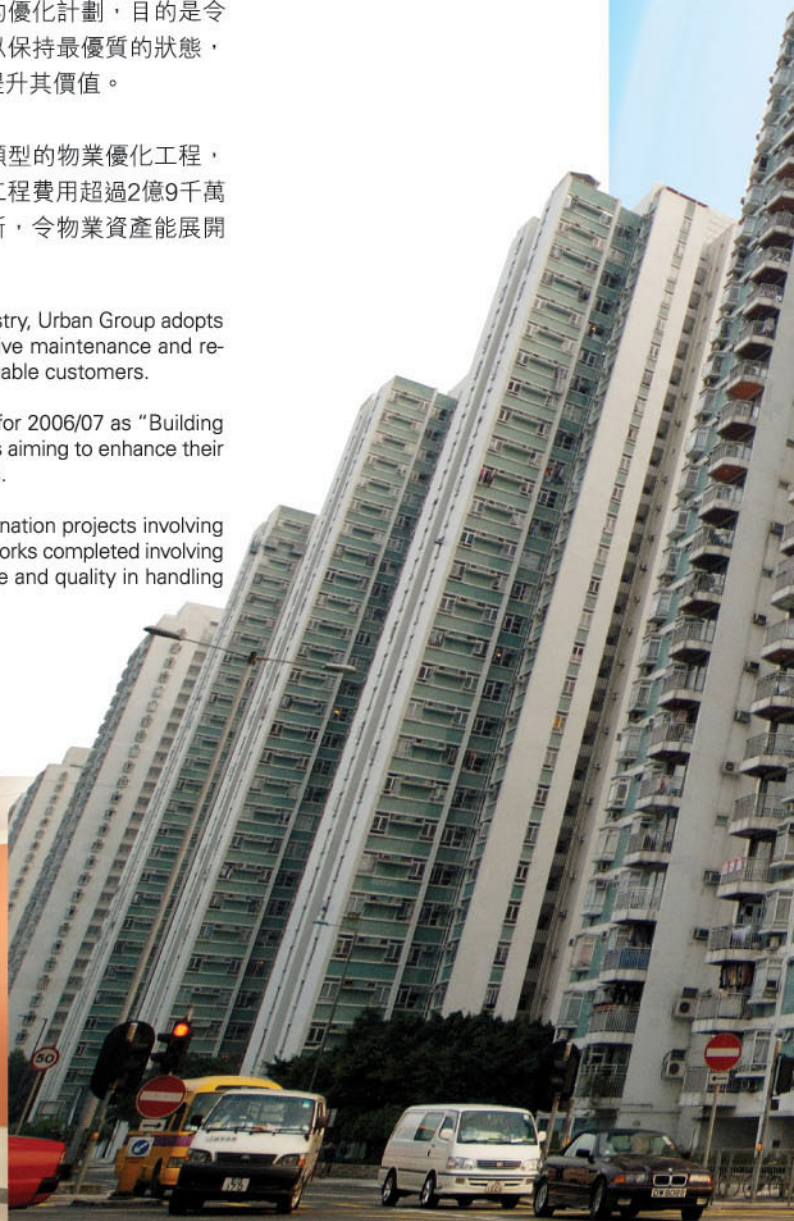 的優化計劃，目的是令
以保持最優質的狀態，
提升其價值。
類型的物業優化工程，
工程費用超過2億9千萬
，令物業資產能展開
stry, Urban Group adopts
ive maintenance and re-
able customers.
for 2006/07 as “Building
s aiming to enhance their
nation projects involving
orks completed involving
e and quality in handling
50